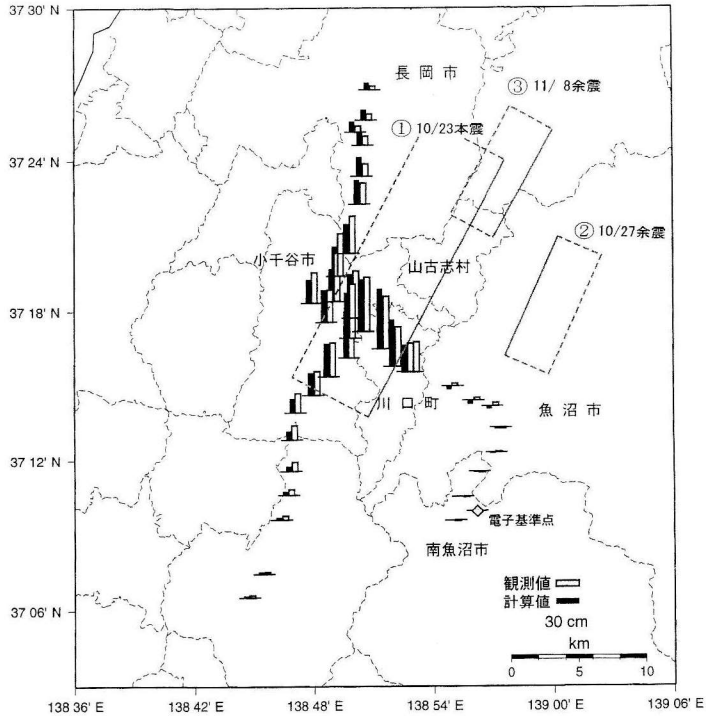 37 30' N
長岡市
③ 11/ 8余震
① 10/23本震
37 24' N
② 10/27余震
小千谷市
山古志村
37 18' N
川口町
魚沼市
37 12' N
電子基準点
南魚沼市
観測値
計算値
37 06' N
30 cm
km
0 5 10
138 36' E 138 42' E 138 48' E 138 54' E 139 00' E 139 06' E